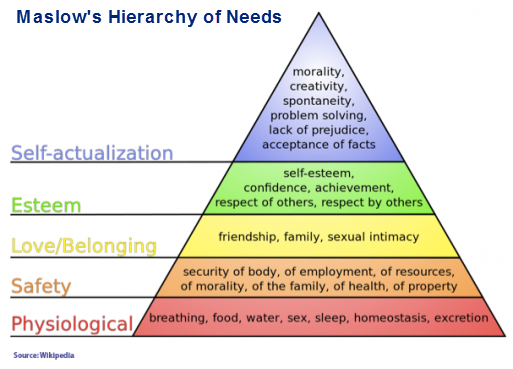 Maslow's Hierarchy of Needs
morality,
creativity,
spontaneity,
problem solving,
lack of prejudice,
acceptance of facts
Self-actualization
self-esteem,
confidence, achievement,
respect of others, respect by others
Esteem
friendship, family, sexual intimacy
Love/Belonging
security of body, of employment, of resources,
of morality, of the family, of health, of property
Safety
breathing, food, water, sex, sleep, homeostasis, excretion
Physiological
Source: Wikipedia